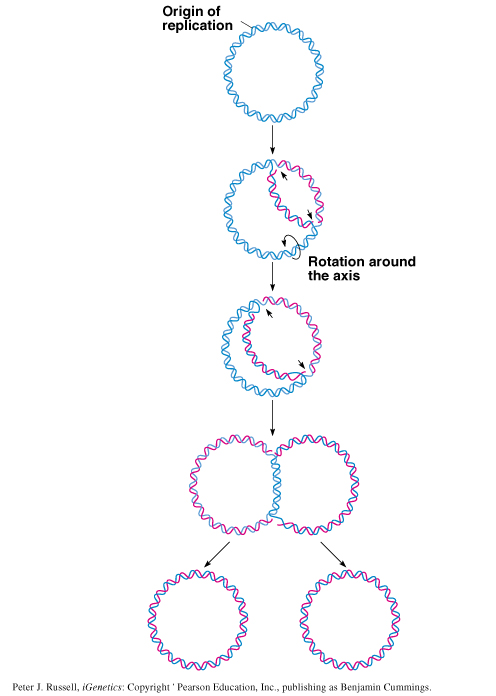 Origin of
replication
Rotation around
the axis
Peter J. Russell, iGenetics: Copyright ' Pearson Education, Inc., publishing as Benjamin Cummings.